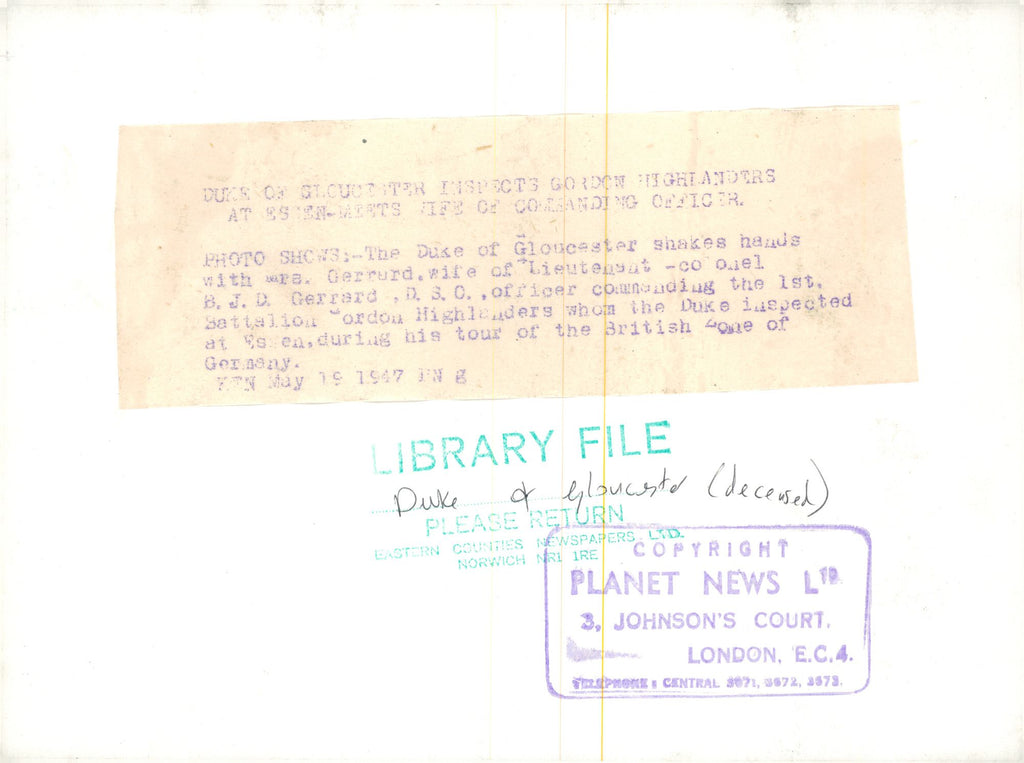 DUKE OF GLOUCESTER INSPECTS GORDON HIGHLANDERS
AT ESSEN-MEETS WIFE OF COMMANDING OFFICER.
PHOTO SHOWS:-The Duke of Gloucester shakes hands
with Mrs. Gerrard.wife of Lieutenant -colonel
B.J.D. Gerrard ,D.S.O.,officer commanding the 1st.
Battalion Gordon Highlanders whom the Duke inspected
at Essen,during his tour of the British Zone of
Germany.
May 19 1947 PN g
LIBRARY FILE
Duke of Gloucester (deceased)
PLEASE RETURN
EASTERN COUNTIES NEWSPAPERS LTD.
NORWICH NR1 1RE
COPYRIGHT
PLANET NEWS LTD
3, JOHNSON'S COURT,
LONDON, E.C.4.
TELEPHONE : CENTRAL 3671, 3672, 3673.